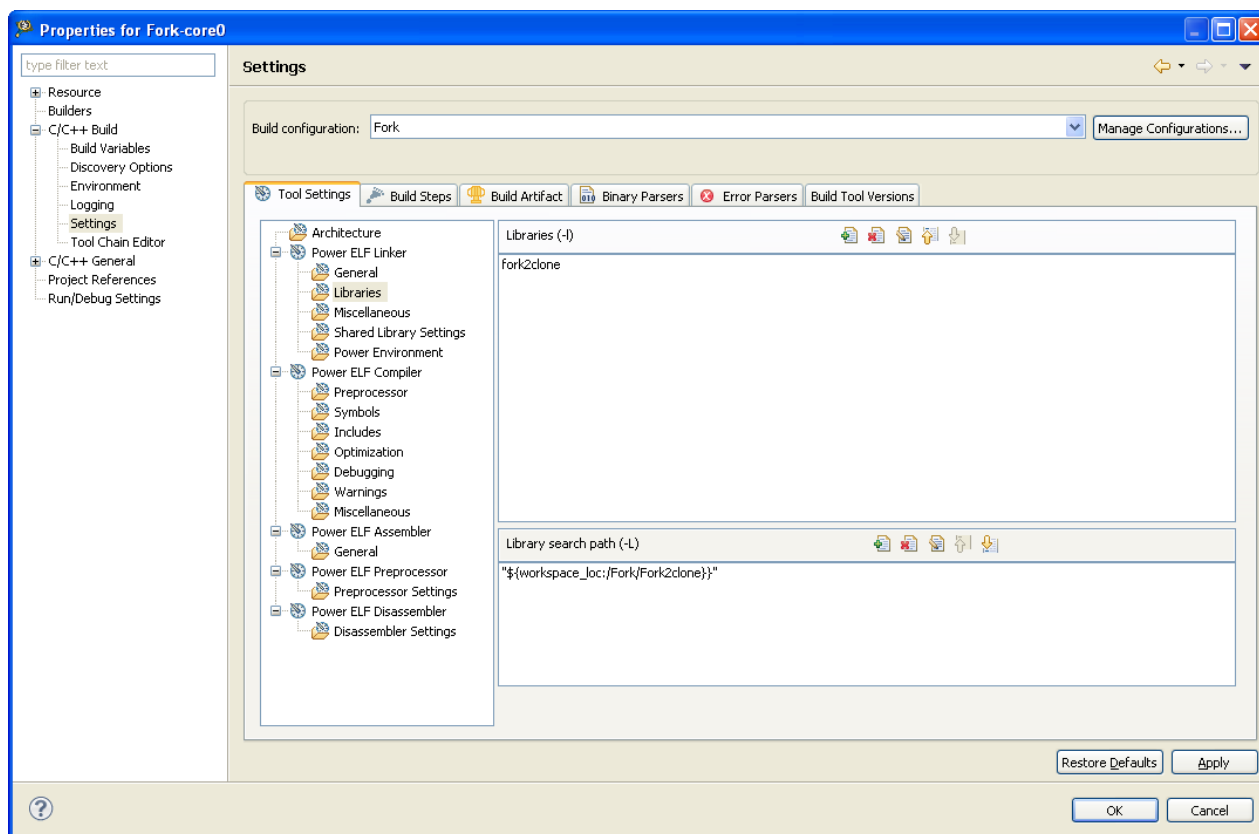 Properties for Fork-core0
type filter text
Resource
Builders
C/C++ Build
Build Variables
Discovery Options
Environment
Logging
Settings
Tool Chain Editor
C/C++ General
Project References
Run/Debug Settings
Settings
Build configuration: Fork
Manage Configurations...
Tool Settings Build Steps Build Artifact Binary Parsers Error Parsers Build Tool Versions
Architecture
Power ELF Linker
General
Libraries
Miscellaneous
Shared Library Settings
Power Environment
Power ELF Compiler
Preprocessor
Symbols
Includes
Optimization
Debugging
Warnings
Miscellaneous
Power ELF Assembler
General
Power ELF Preprocessor
Preprocessor Settings
Power ELF Disassembler
Disassembler Settings
Libraries (-l)
fork2clone
Library search path (-L)
"${workspace_loc:/Fork/Fork2clone}}"
Restore Defaults Apply
OK Cancel